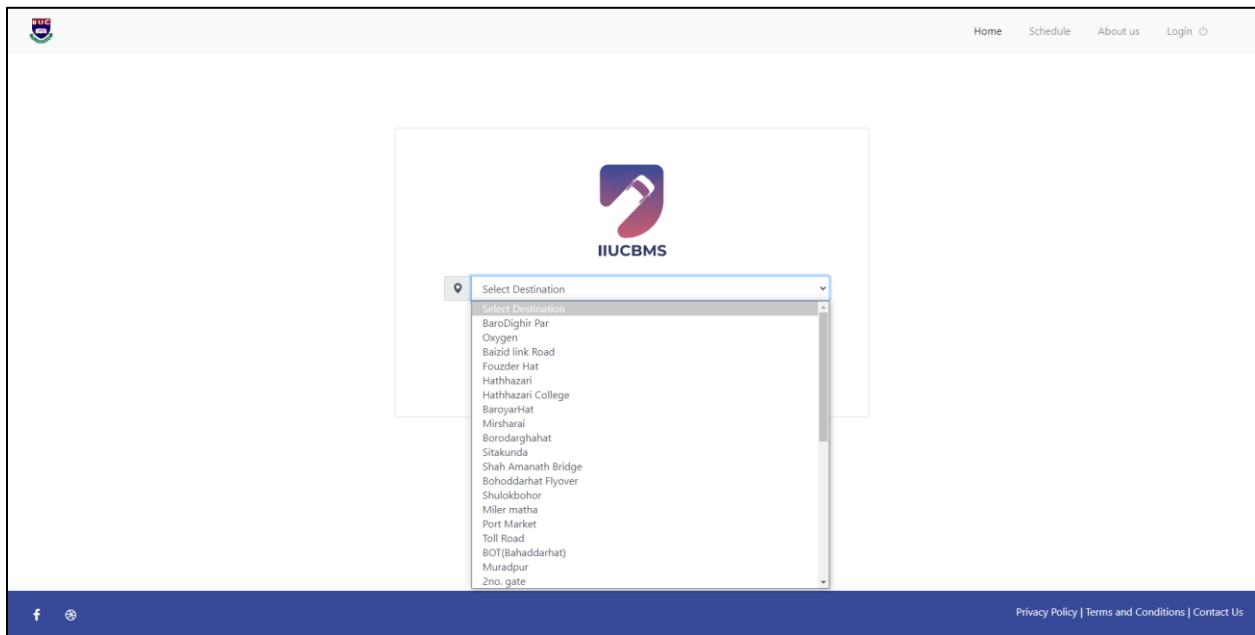 IIUC
Home Schedule About us Login
IIUCBMS
Select Destination
Select Destination
BaroDighir Par
Oxygen
Baizid link Road
Fouzder Hat
Hathhazari
Hathhazari College
BaroyarHat
Mirsharai
Borodarghahat
Sitakunda
Shah Amanath Bridge
Bohoddarhat Flyover
Shulokbohor
Miler matha
Port Market
Toll Road
BOT(Bahaddarhat)
Muradpur
2no. gate
Privacy Policy | Terms and Conditions | Contact Us